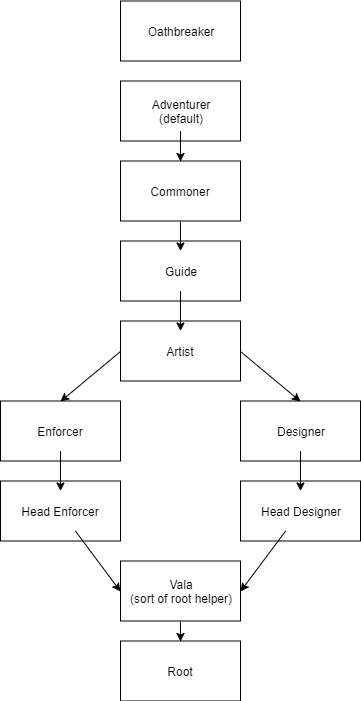 Oathbreaker
Adventurer
(default)
Commoner
Guide
Artist
Enforcer
Designer
Head Enforcer
Head Designer
Vala
(sort of root helper)
Root